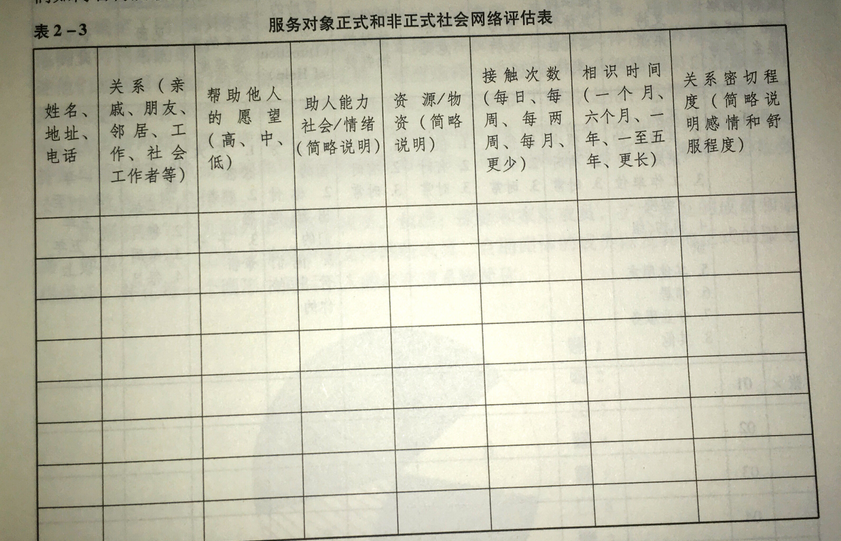 表2-3
服务对象正式和非正式社会网络评估表
姓名、
地址、
电话
关系（亲
戚、朋友、
邻居、工
作、社会
工作者等）
帮助他人
的愿望
（高、中、
低）
助人能力
社会/情绪
（简略说明）
资源/物
资（简略
说明）
接触次数
（每日、每
周、每两
周、每月、
更少）
相识时间
（一个月、
六个月、一
年、一至五
年、更长）
关系密切程
度（简略说
明感情和舒
服程度）